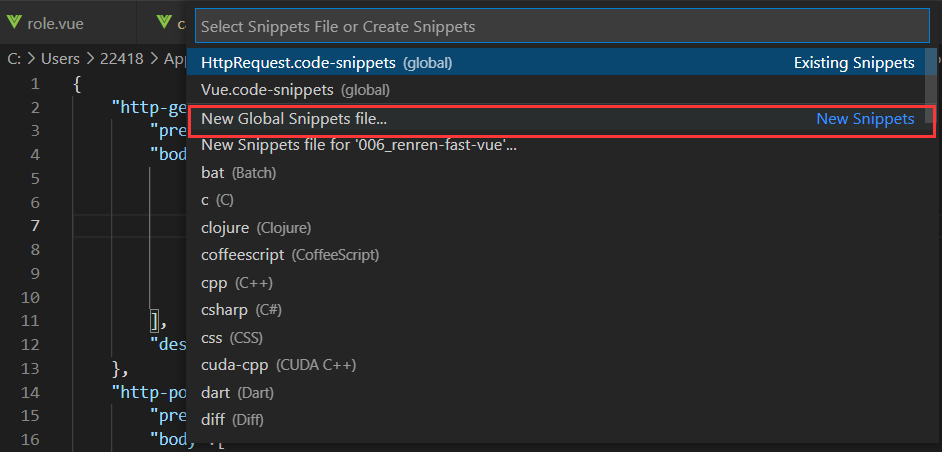 role.vue
Select Snippets File or Create Snippets
C: > Users > 22418 >
HttpRequest.code-snippets (global) Existing Snippets
Vue.code-snippets (global)
New Global Snippets file... New Snippets
New Snippets file for '006_renren-fast-vue'...
bat (Batch)
c (C)
clojure (Clojure)
coffeescript (CoffeeScript)
cpp (C++)
csharp (C#)
css (CSS)
cuda-cpp (CUDA C++)
dart (Dart)
diff (Diff)
1 {
2 "http-ge
3 "pre
4 "bod
5
6
7
8
9
10
11 ],
12 "des
13 },
14 "http-po
15 "pre
16 "body